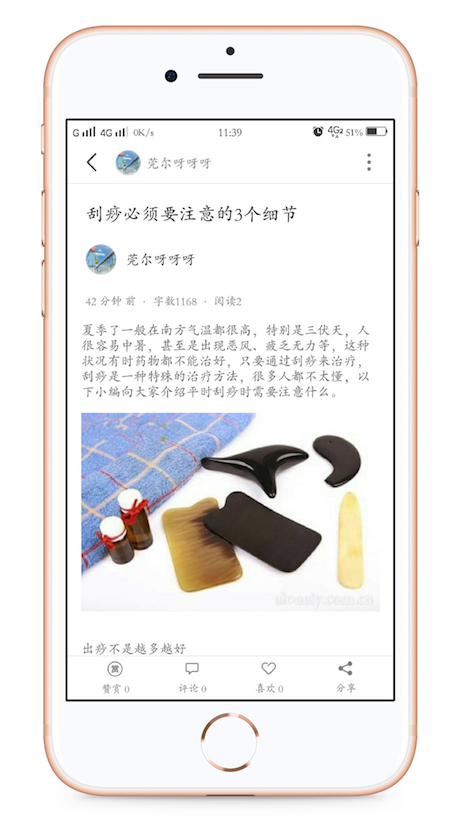 G 4G 0K/s 11:39 4G2 51%
莞尔呀呀呀
刮痧必须要注意的3个细节
莞尔呀呀呀
42 分钟前 · 字数1168 · 阅读2
夏季了一般在南方气温都很高，特别是三伏天，人
很容易中暑，甚至是出现恶风、疲乏无力等，这种
状况有时药物都不能治好，只要通过刮痧来治疗，
刮痧是一种特殊的治疗方法，很多人都不太懂，以
下小编向大家介绍平时刮痧时需要注意什么。
出痧不是越多越好
赏
赞赏 0 评论 0 喜欢 0 分享